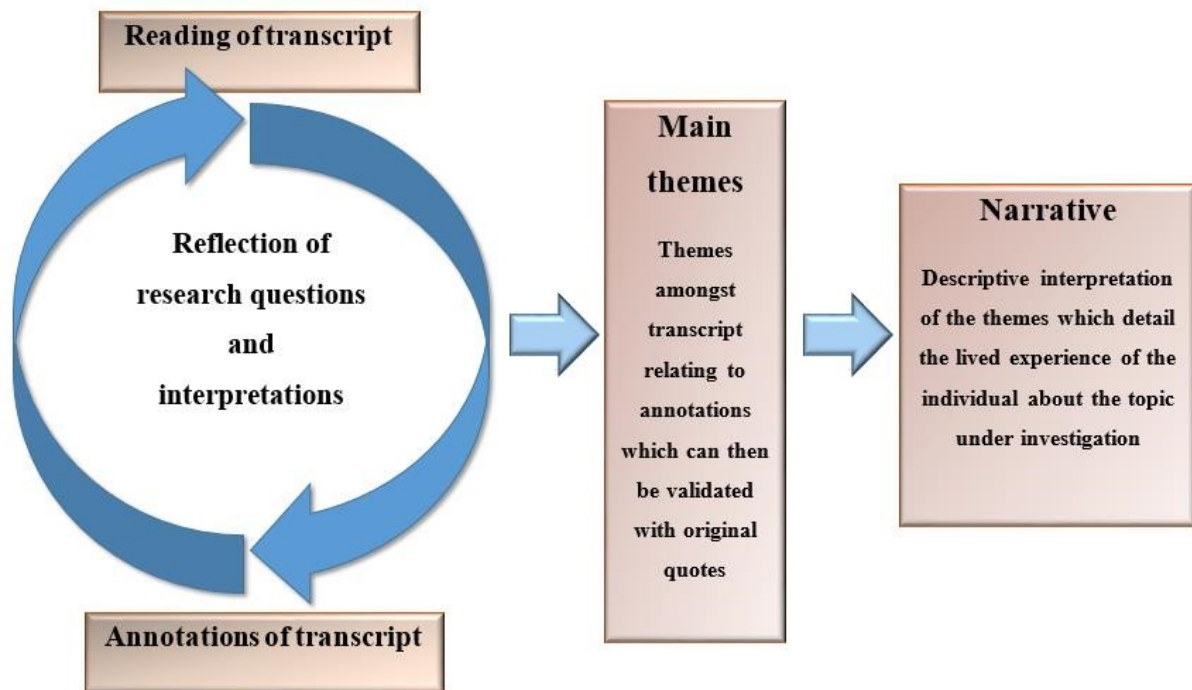 Reading of transcript
Reflection of
research questions
and
interpretations
Annotations of transcript
Main
themes
Themes
amongst
transcript
relating to
annotations
which can then
be validated
with original
quotes
Narrative
Descriptive interpretation
of the themes which detail
the lived experience of the
individual about the topic
under investigation